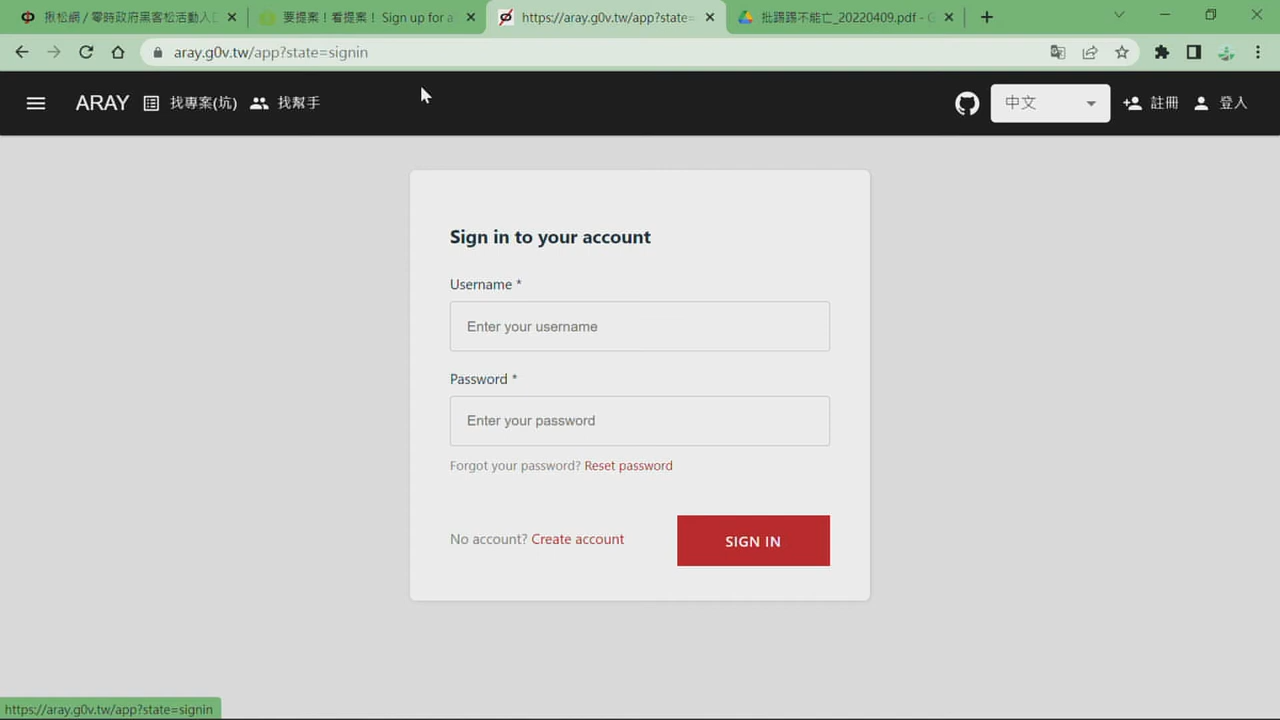 揪松網 / 零時政府黑客松活動入口
要提案！看提案！ Sign up for a
https://aray.g0v.tw/app?state=
批踢踢不能亡_20220409.pdf - G
aray.g0v.tw/app?state=signin
ARAY 找專案(坑) 找幫手 中文 註冊 登入
Sign in to your account
Username *
Enter your username
Password *
Enter your password
Forgot your password? Reset password
No account? Create account SIGN IN
https://aray.g0v.tw/app?state=signin